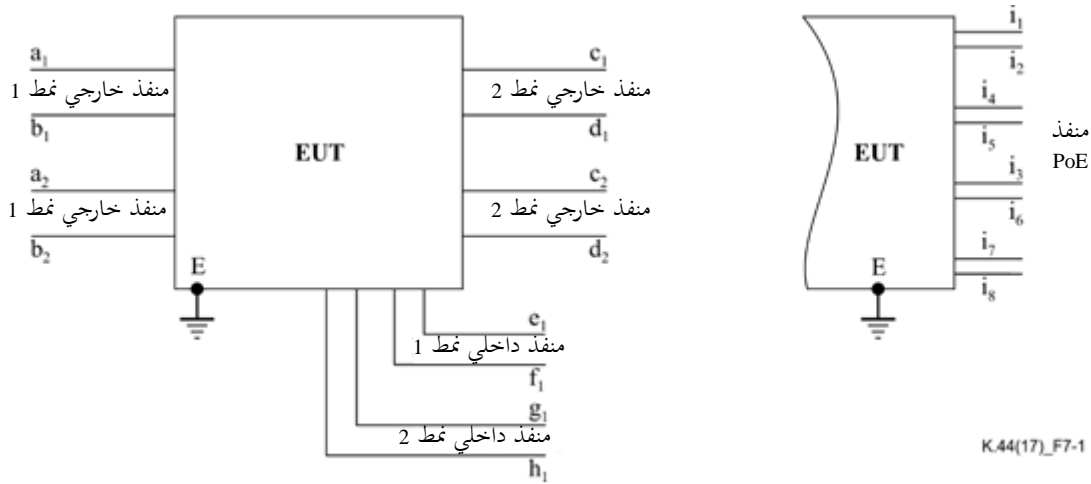 a₁
منفذ خارجي نمط 1
b₁
a₂
منفذ خارجي نمط 1
b₂
EUT
E
c₁
منفذ خارجي نمط 2
d₁
c₂
منفذ خارجي نمط 2
d₂
e₁
منفذ داخلي نمط 1
f₁
g₁
منفذ داخلي نمط 2
h₁
EUT
E
i₁
i₂
i₄
i₅
i₃
i₆
i₇
i₈
منفذ
PoE
K.44(17)_F7-1